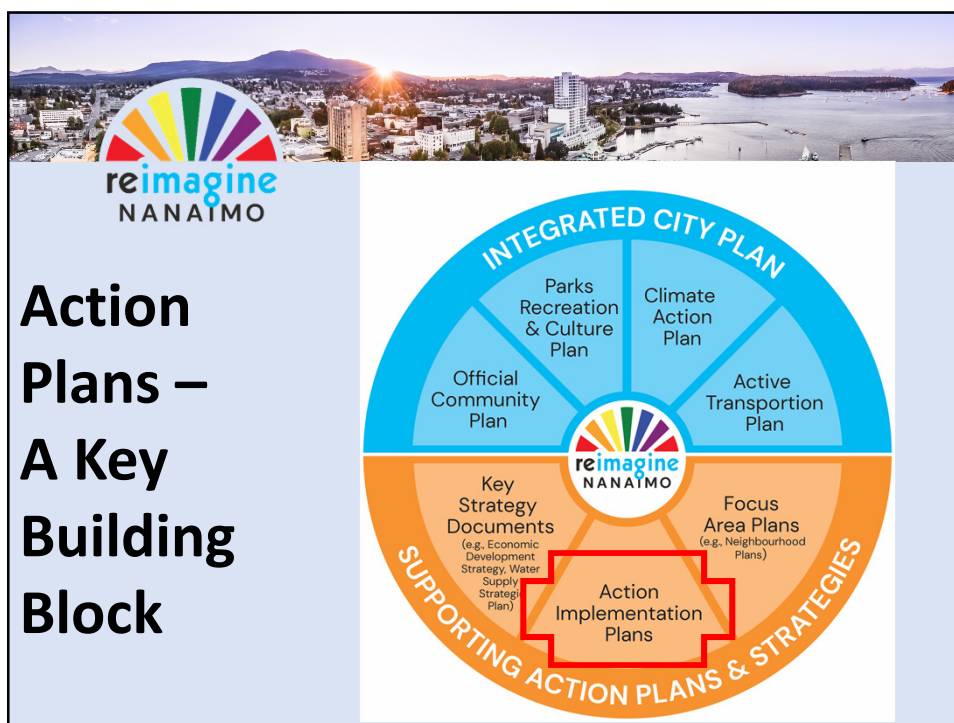 reimagine
NANAIMO
Action
Plans –
A Key
Building
Block
INTEGRATED CITY PLAN
Official
Community
Plan
Parks
Recreation
& Culture
Plan
Climate
Action
Plan
Active
Transportion
Plan
reimagine
NANAIMO
Key
Strategy
Documents
(e.g., Economic
Development
Strategy, Water
Supply
Strategic
Plan)
Action
Implementation
Plans
Focus
Area Plans
(e.g., Neighbourhood
Plans)
SUPPORTING ACTION PLANS & STRATEGIES